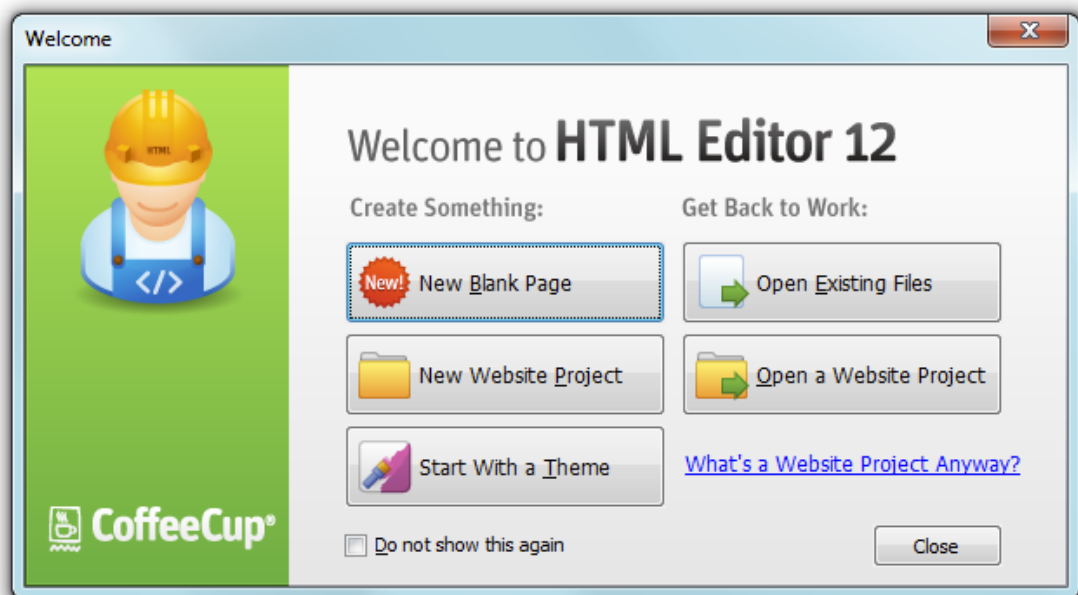 Welcome
HTML
</>
Welcome to HTML Editor 12
Create Something:
Get Back to Work:
New!
New Blank Page
Open Existing Files
New Website Project
Open a Website Project
Start With a Theme
What's a Website Project Anyway?
CoffeeCup®
Do not show this again
Close